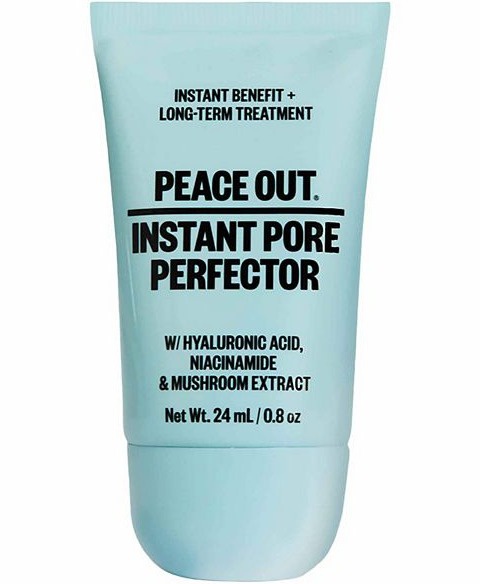 INSTANT BENEFIT +
LONG-TERM TREATMENT
PEACE OUT®
INSTANT PORE
PERFECTOR
W/ HYALURONIC ACID,
NIACINAMIDE
& MUSHROOM EXTRACT
Net Wt. 24 mL / 0.8 oz